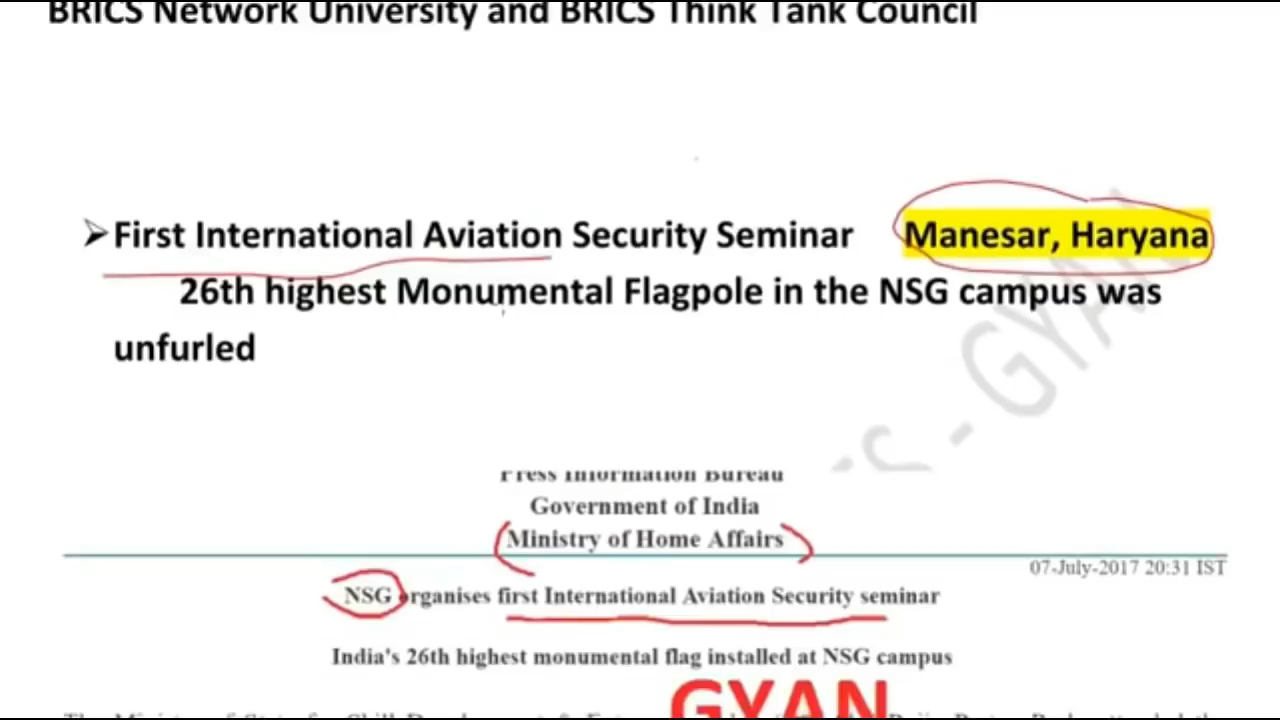 BRICS Network University and BRICS Think Tank Council
➢First International Aviation Security Seminar Manesar, Haryana
26th highest Monumental Flagpole in the NSG campus was
unfurled
S - GYAN
Press Information Bureau
Government of India
Ministry of Home Affairs
07-July-2017 20:31 IST
NSG organises first International Aviation Security seminar
India's 26th highest monumental flag installed at NSG campus
GYAN